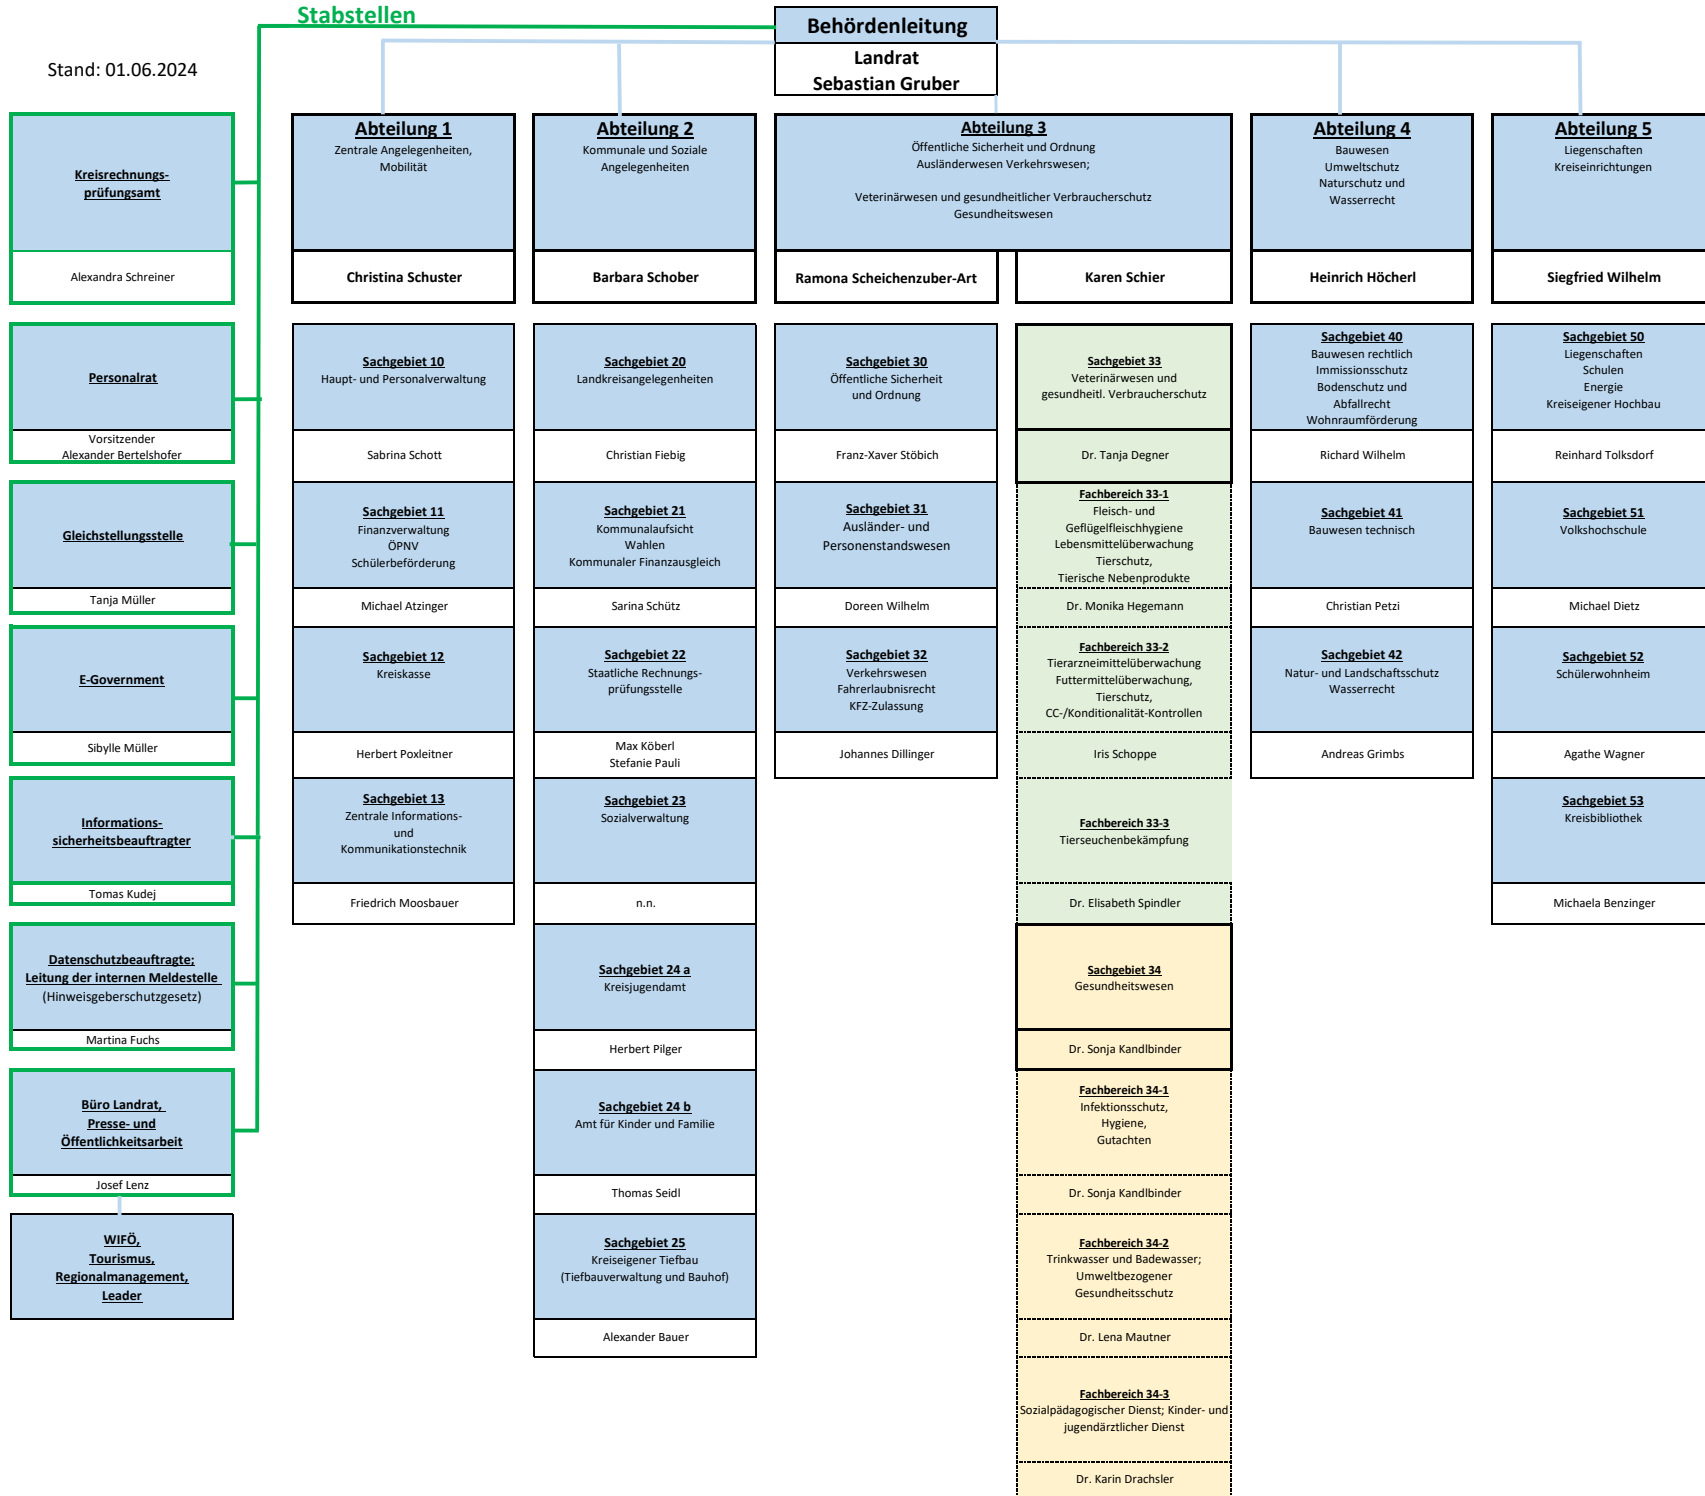 Stabstellen
Behördenleitung
Landrat
Sebastian Gruber
Stand: 01.06.2024
Kreisrechnungs-
prüfungsamt
Alexandra Schreiner
Personalrat
Vorsitzender
Alexander Bertelshofer
Gleichstellungsstelle
Tanja Müller
E-Government
Sibylle Müller
Informations-
sicherheitsbeauftragter
Tomas Kudej
Datenschutzbeauftragte;
Leitung der internen Meldestelle
(Hinweisgeberschutzgesetz)
Martina Fuchs
Büro Landrat,
Presse- und
Öffentlichkeitsarbeit
Josef Lenz
WIFÖ,
Tourismus,
Regionalmanagement,
Leader
Abteilung 1
Zentrale Angelegenheiten,
Mobilität
Christina Schuster
Sachgebiet 10
Haupt- und Personalverwaltung
Sabrina Schott
Sachgebiet 11
Finanzverwaltung
ÖPNV
Schülerbeförderung
Michael Atzinger
Sachgebiet 12
Kreiskasse
Herbert Poxleitner
Sachgebiet 13
Zentrale Informations-
und
Kommunikationstechnik
Friedrich Moosbauer
Abteilung 2
Kommunale und Soziale
Angelegenheiten
Barbara Schober
Sachgebiet 20
Landkreisangelegenheiten
Christian Fiebig
Sachgebiet 21
Kommunalaufsicht
Wahlen
Kommunaler Finanzausgleich
Sarina Schütz
Sachgebiet 22
Staatliche Rechnungs-
prüfungsstelle
Max Köberl
Stefanie Pauli
Sachgebiet 23
Sozialverwaltung
n.n.
Sachgebiet 24 a
Kreisjugendamt
Herbert Pilger
Sachgebiet 24 b
Amt für Kinder und Familie
Thomas Seidl
Sachgebiet 25
Kreiseigener Tiefbau
(Tiefbauverwaltung und Bauhof)
Alexander Bauer
Abteilung 3
Öffentliche Sicherheit und Ordnung
Ausländerwesen Verkehrswesen;
Veterinärwesen und gesundheitlicher Verbraucherschutz
Gesundheitswesen
Ramona Scheichenzuber-Art
Karen Schier
Sachgebiet 30
Öffentliche Sicherheit
und Ordnung
Franz-Xaver Stöbich
Sachgebiet 31
Ausländer- und
Personenstandswesen
Doreen Wilhelm
Sachgebiet 32
Verkehrswesen
Fahrerlaubnisrecht
KFZ-Zulassung
Johannes Dillinger
Sachgebiet 33
Veterinärwesen und
gesundheitl. Verbraucherschutz
Dr. Tanja Degner
Fachbereich 33-1
Fleisch- und
Geflügelfleischhygiene
Lebensmittelüberwachung
Tierschutz,
Tierische Nebenprodukte
Dr. Monika Hegemann
Fachbereich 33-2
Tierarzneimittelüberwachung
Futtermittelüberwachung,
Tierschutz,
CC-/Konditionalität-Kontrollen
Iris Schoppe
Fachbereich 33-3
Tierseuchenbekämpfung
Dr. Elisabeth Spindler
Sachgebiet 34
Gesundheitswesen
Dr. Sonja Kandlbinder
Fachbereich 34-1
Infektionsschutz,
Hygiene,
Gutachten
Dr. Sonja Kandlbinder
Fachbereich 34-2
Trinkwasser und Badewasser;
Umweltbezogener
Gesundheitsschutz
Dr. Lena Mautner
Fachbereich 34-3
Sozialpädagogischer Dienst; Kinder- und
jugendärztlicher Dienst
Dr. Karin Drachsler
Abteilung 4
Bauwesen
Umweltschutz
Naturschutz und
Wasserrecht
Heinrich Höcherl
Sachgebiet 40
Bauwesen rechtlich
Immissionsschutz
Bodenschutz und
Abfallrecht
Wohnraumförderung
Richard Wilhelm
Sachgebiet 41
Bauwesen technisch
Christian Petzi
Sachgebiet 42
Natur- und Landschaftsschutz
Wasserrecht
Andreas Grimbs
Abteilung 5
Liegenschaften
Kreiseinrichtungen
Siegfried Wilhelm
Sachgebiet 50
Liegenschaften
Schulen
Energie
Kreiseigener Hochbau
Reinhard Tolksdorf
Sachgebiet 51
Volkshochschule
Michael Dietz
Sachgebiet 52
Schülerwohnheim
Agathe Wagner
Sachgebiet 53
Kreisbibliothek
Michaela Benzinger